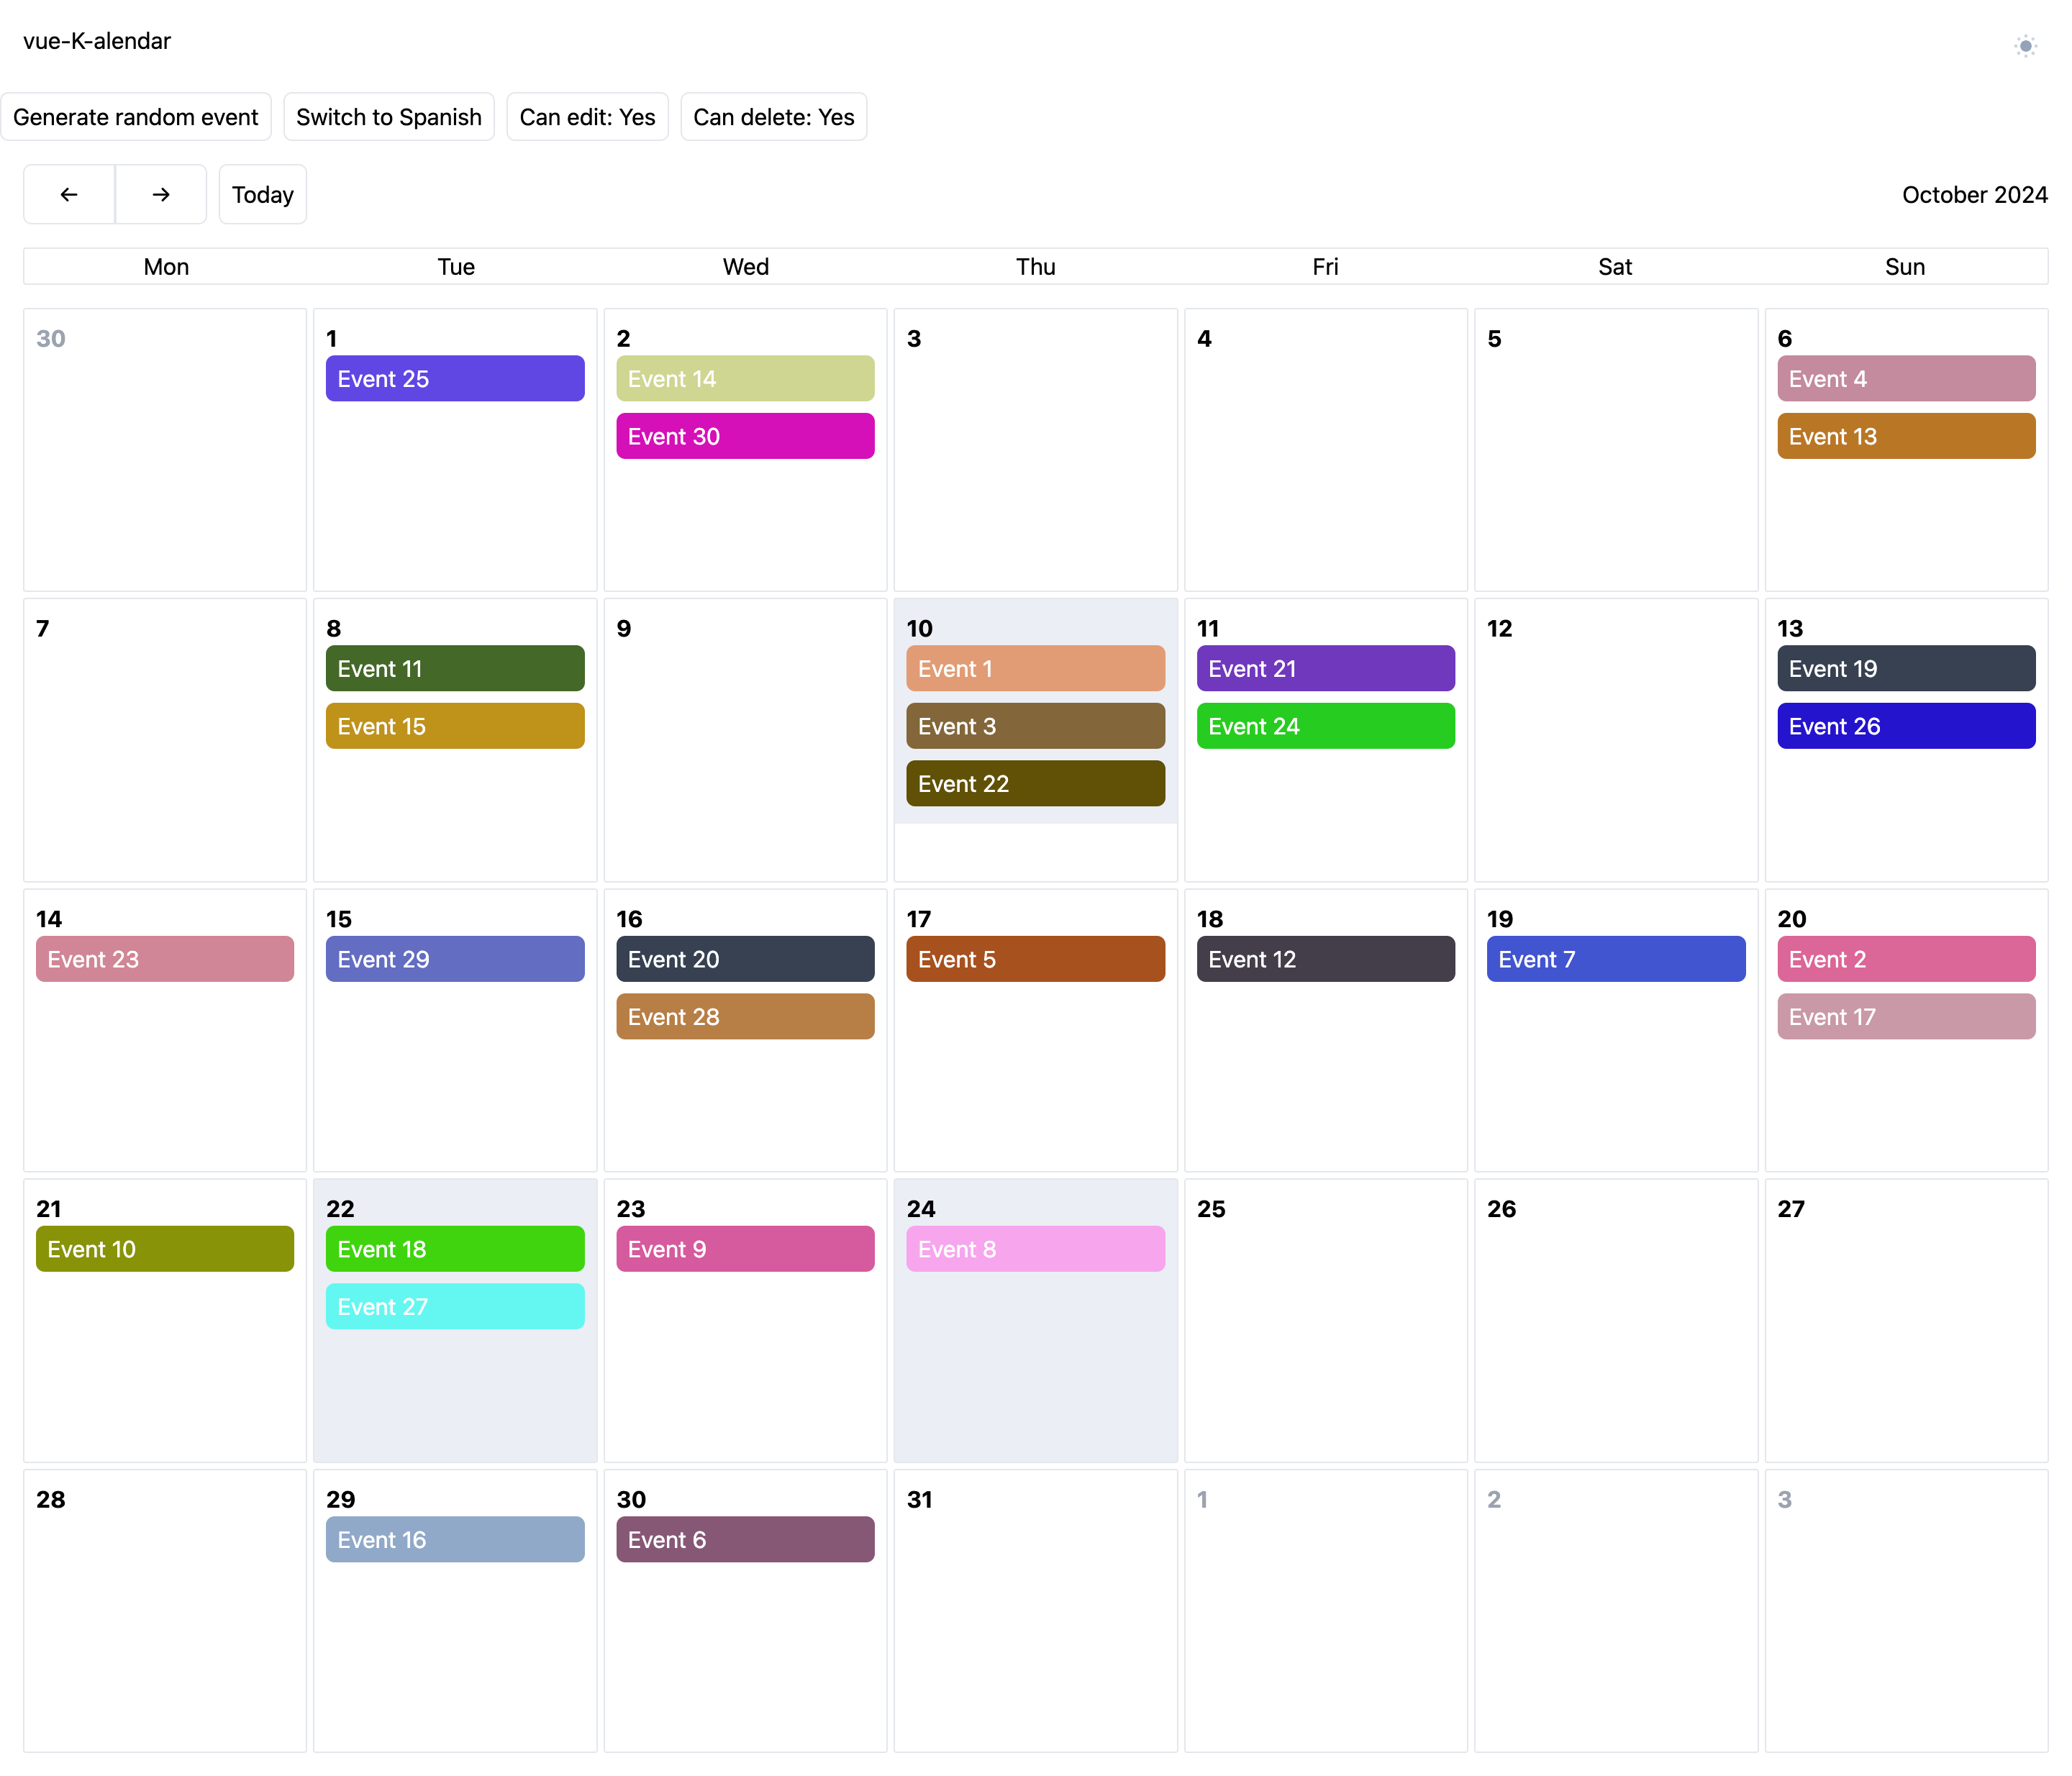 vue-K-alendar
Generate random event Switch to Spanish Can edit: Yes Can delete: Yes
← → Today October 2024
Mon Tue Wed Thu Fri Sat Sun
30 1 2 3 4 5 6
Event 25 Event 14 Event 4
Event 30 Event 13
7 8 9 10 11 12 13
Event 11 Event 1 Event 21 Event 19
Event 15 Event 3 Event 24 Event 26
Event 22
14 15 16 17 18 19 20
Event 23 Event 29 Event 20 Event 5 Event 12 Event 7 Event 2
Event 28 Event 17
21 22 23 24 25 26 27
Event 10 Event 18 Event 9 Event 8
Event 27
28 29 30 31 1 2 3
Event 16 Event 6